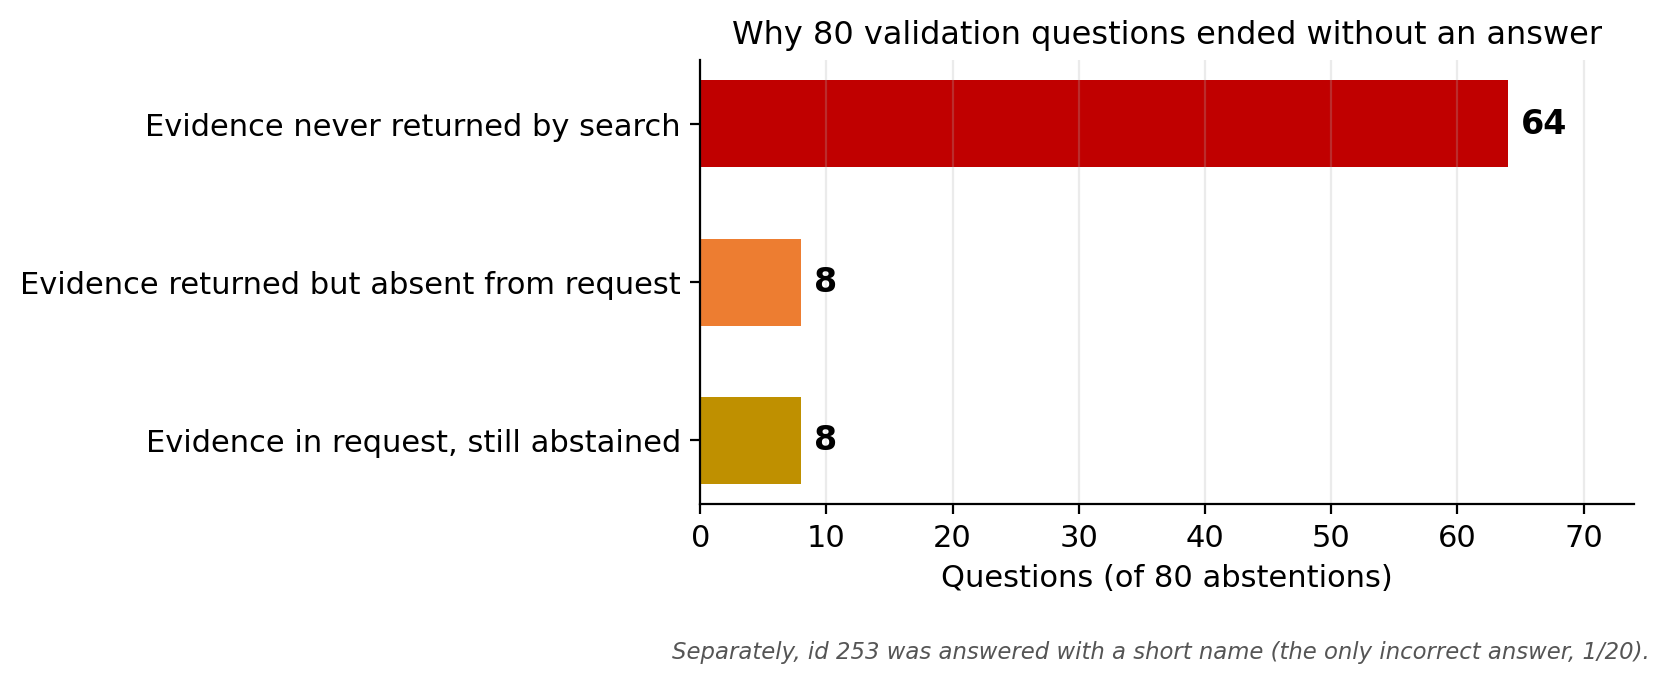 Why 80 validation questions ended without an answer
Evidence never returned by search
64
Evidence returned but absent from request
8
Evidence in request, still abstained
8
0 10 20 30 40 50 60 70
Questions (of 80 abstentions)
Separately, id 253 was answered with a short name (the only incorrect answer, 1/20).